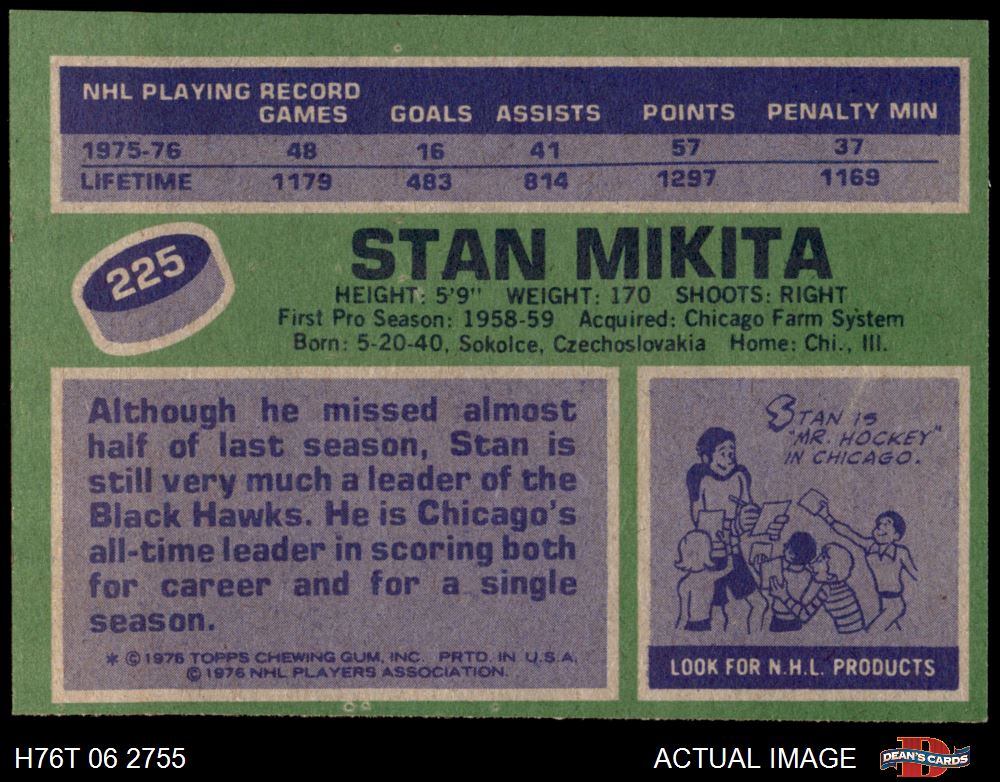 NHL PLAYING RECORD
GAMES GOALS ASSISTS POINTS PENALTY MIN
1975-76 48 16 41 57 37
LIFETIME 1179 483 814 1297 1169
225
STAN MIKITA
HEIGHT: 5'9" WEIGHT: 170 SHOOTS: RIGHT
First Pro Season: 1958-59 Acquired: Chicago Farm System
Born: 5-20-40, Sokolce, Czechoslovakia Home: Chi., Ill.
Although he missed almost
half of last season, Stan is
still very much a leader of the
Black Hawks. He is Chicago's
all-time leader in scoring both
for career and for a single
season.
* © 1976 TOPPS CHEWING GUM, INC. PRTD. IN U.S.A.
© 1976 NHL PLAYERS ASSOCIATION.
STAN IS
"MR. HOCKEY"
IN CHICAGO.
LOOK FOR N.H.L. PRODUCTS
H76T 06 2755 ACTUAL IMAGE DEAN'S CARDS